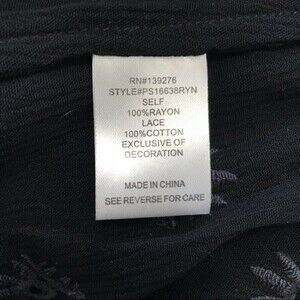 RN#139276
STYLE#PS16638RYN
SELF
100%RAYON
LACE
100%COTTON
EXCLUSIVE OF
DECORATION
MADE IN CHINA
SEE REVERSE FOR CARE